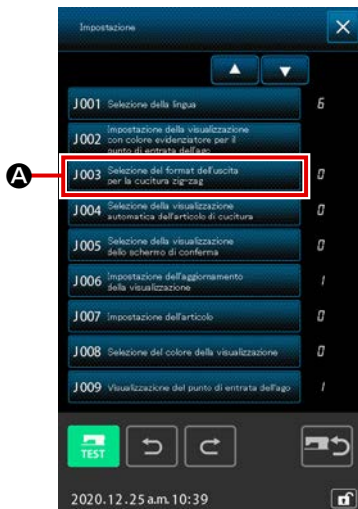 Impostazione
J001 Selezione della lingua 6
J002 Impostazione della visualizzazione
con colore evidenziatore per il
punto di entrata dell'ago
A
J003 Selezione del format dell'uscita
per la cucitura zig-zag 0
J004 Selezione della visualizzazione
automatica dell'articolo di cucitura 0
J005 Selezione della visualizzazione
dello schermo di conferma 0
J006 Impostazione dell'aggiornamento
della visualizzazione 1
J007 Impostazione dell'articolo 0
J008 Selezione del colore della visualizzazione 0
J009 Visualizzazione del punto di entrata dell'ago 1
TEST
2020.12.25 a.m. 10:39